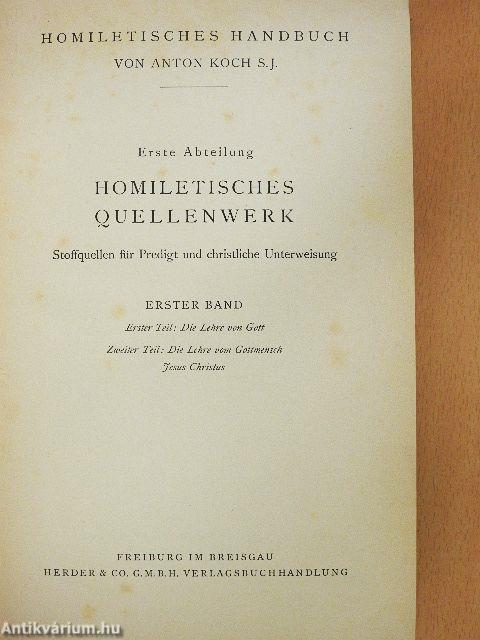 HOMILETISCHES HANDBUCH
VON ANTON KOCH S.J.
Erste Abteilung
HOMILETISCHES
QUELLENWERK
Stoffquellen für Predigt und christliche Unterweisung
ERSTER BAND
Erster Teil: Die Lehre von Gott
Zweiter Teil: Die Lehre vom Gottmensch
Jesus Christus
FREIBURG IM BREISGAU
HERDER & CO. G.M.B.H. VERLAGSBUCHHANDLUNG
Antikvárium.hu